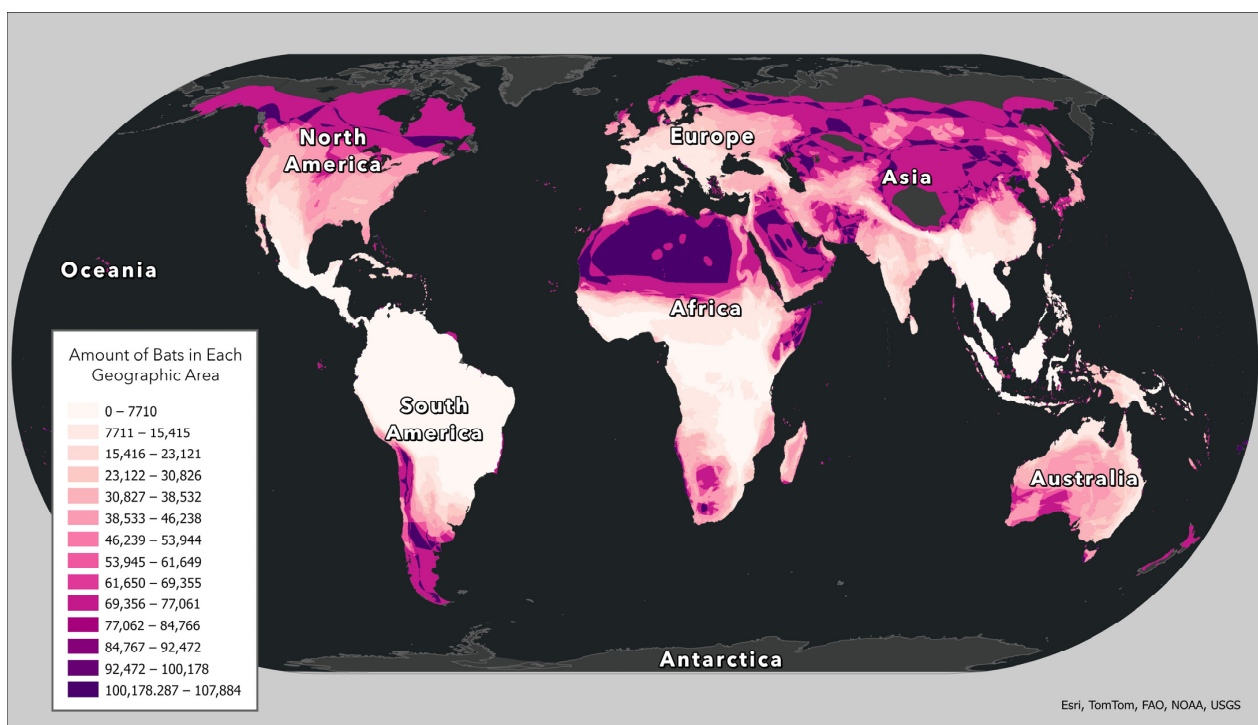 North
America
Europe
Asia
Oceania
Africa
South
America
Australia
Antarctica
Amount of Bats in Each
Geographic Area
0 – 7710
7711 – 15,415
15,416 – 23,121
23,122 – 30,826
30,827 – 38,532
38,533 – 46,238
46,239 – 53,944
53,945 – 61,649
61,650 – 69,355
69,356 – 77,061
77,062 – 84,766
84,767 – 92,472
92,472 – 100,178
100,178.287 – 107,884
Esri, TomTom, FAO, NOAA, USGS